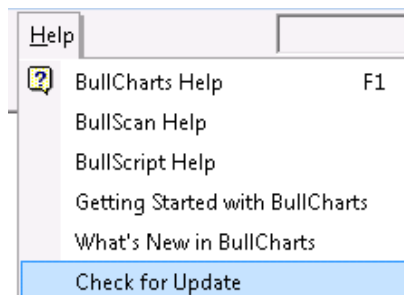 Help
BullCharts Help F1
BullScan Help
BullScript Help
Getting Started with BullCharts
What's New in BullCharts
Check for Update